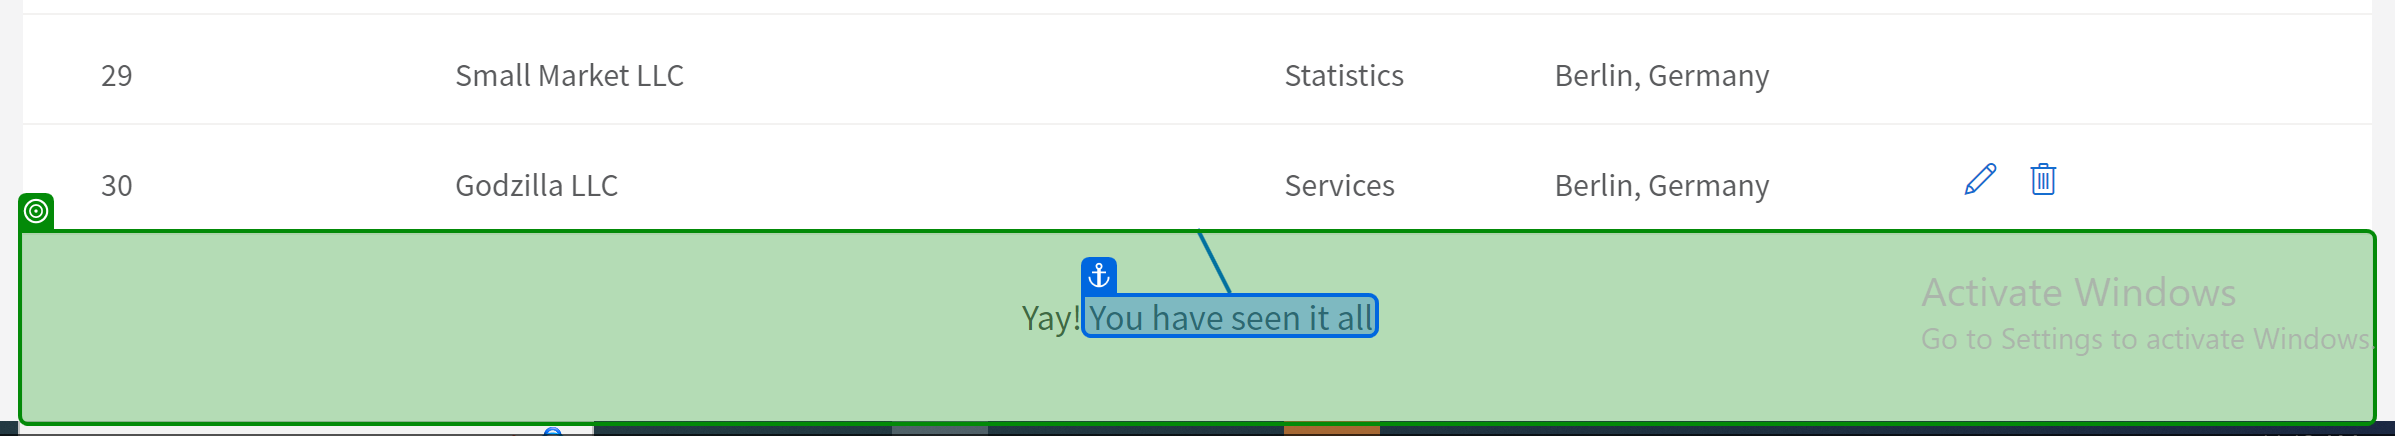 29 Small Market LLC Statistics Berlin, Germany
30 Godzilla LLC Services Berlin, Germany
Yay! You have seen it all
Activate Windows
Go to Settings to activate Windows.